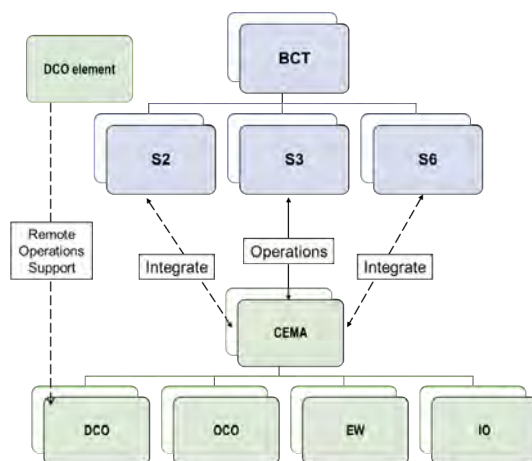 BCT
DCO element
S2
S3
S6
Remote
Operations
Support
Integrate
Operations
Integrate
CEMA
DCO
OCO
EW
IO